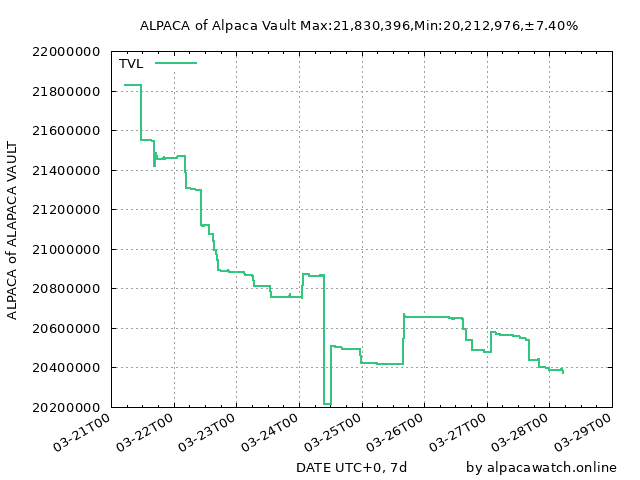 ALPACA of Alpaca Vault Max:21,830,396,Min:20,212,976,±7.40%
22000000
TVL
21800000
21600000
21400000
21200000
21000000
20800000
20600000
20400000
20200000
ALPACA of ALAPACA VAULT
03-21T00
03-22T00
03-23T00
03-24T00
03-25T00
03-26T00
03-27T00
03-28T00
03-29T00
DATE UTC+0, 7d
by alpacawatch.online